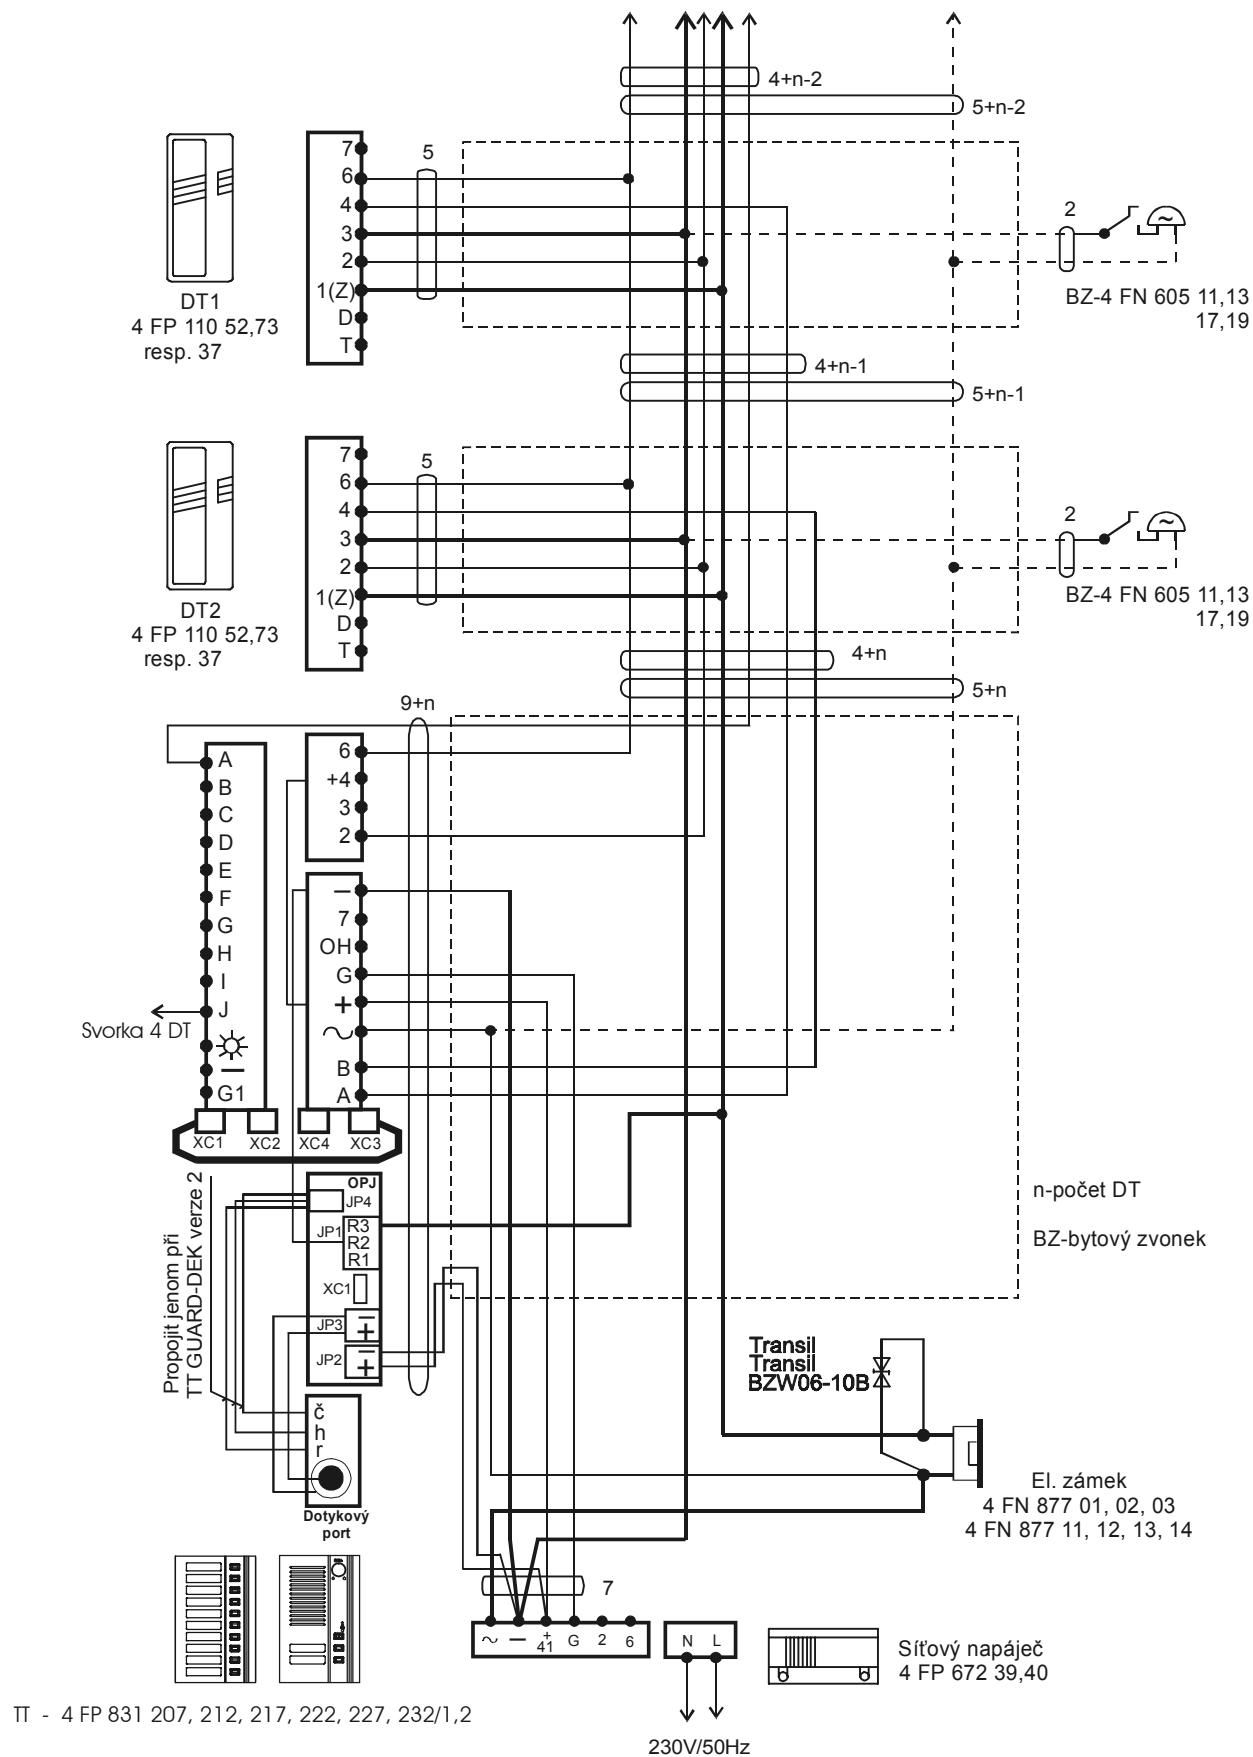 4+n-2
5+n-2
7
6
4
3
2
1(Z)
D
T
5
2
DT1
4 FP 110 52,73
resp. 37
BZ-4 FN 605 11,13
17,19
4+n-1
5+n-1
7
6
4
3
2
1(Z)
D
T
5
2
DT2
4 FP 110 52,73
resp. 37
BZ-4 FN 605 11,13
17,19
4+n
5+n
9+n
A
B
C
D
E
F
G
H
I
J
Svorka 4 DT
—
G1
6
+4
3
2
—
7
OH
G
+
~
B
A
XC1
XC2
XC4
XC3
Propojit jenom při
TT GUARD-DEK verze 2
OPJ
JP4
JP1
R3
R2
R1
XC1
JP3
— +
JP2
— +
č
h
r
Dotykový
port
n-počet DT
BZ-bytový zvonek
Transil
Transil
BZW06-10B
El. zámek
4 FN 877 01, 02, 03
4 FN 877 11, 12, 13, 14
7
~ — +41 G 2 6
N L
Síťový napáječ
4 FP 672 39,40
TT - 4 FP 831 207, 212, 217, 222, 227, 232/1,2
230V/50Hz